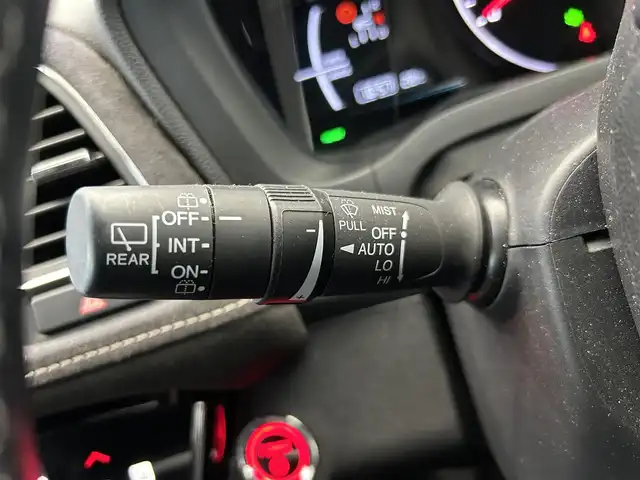 OFF
REAR
INT
ON
-
+
PULL
MIST
OFF
AUTO
LO
HI